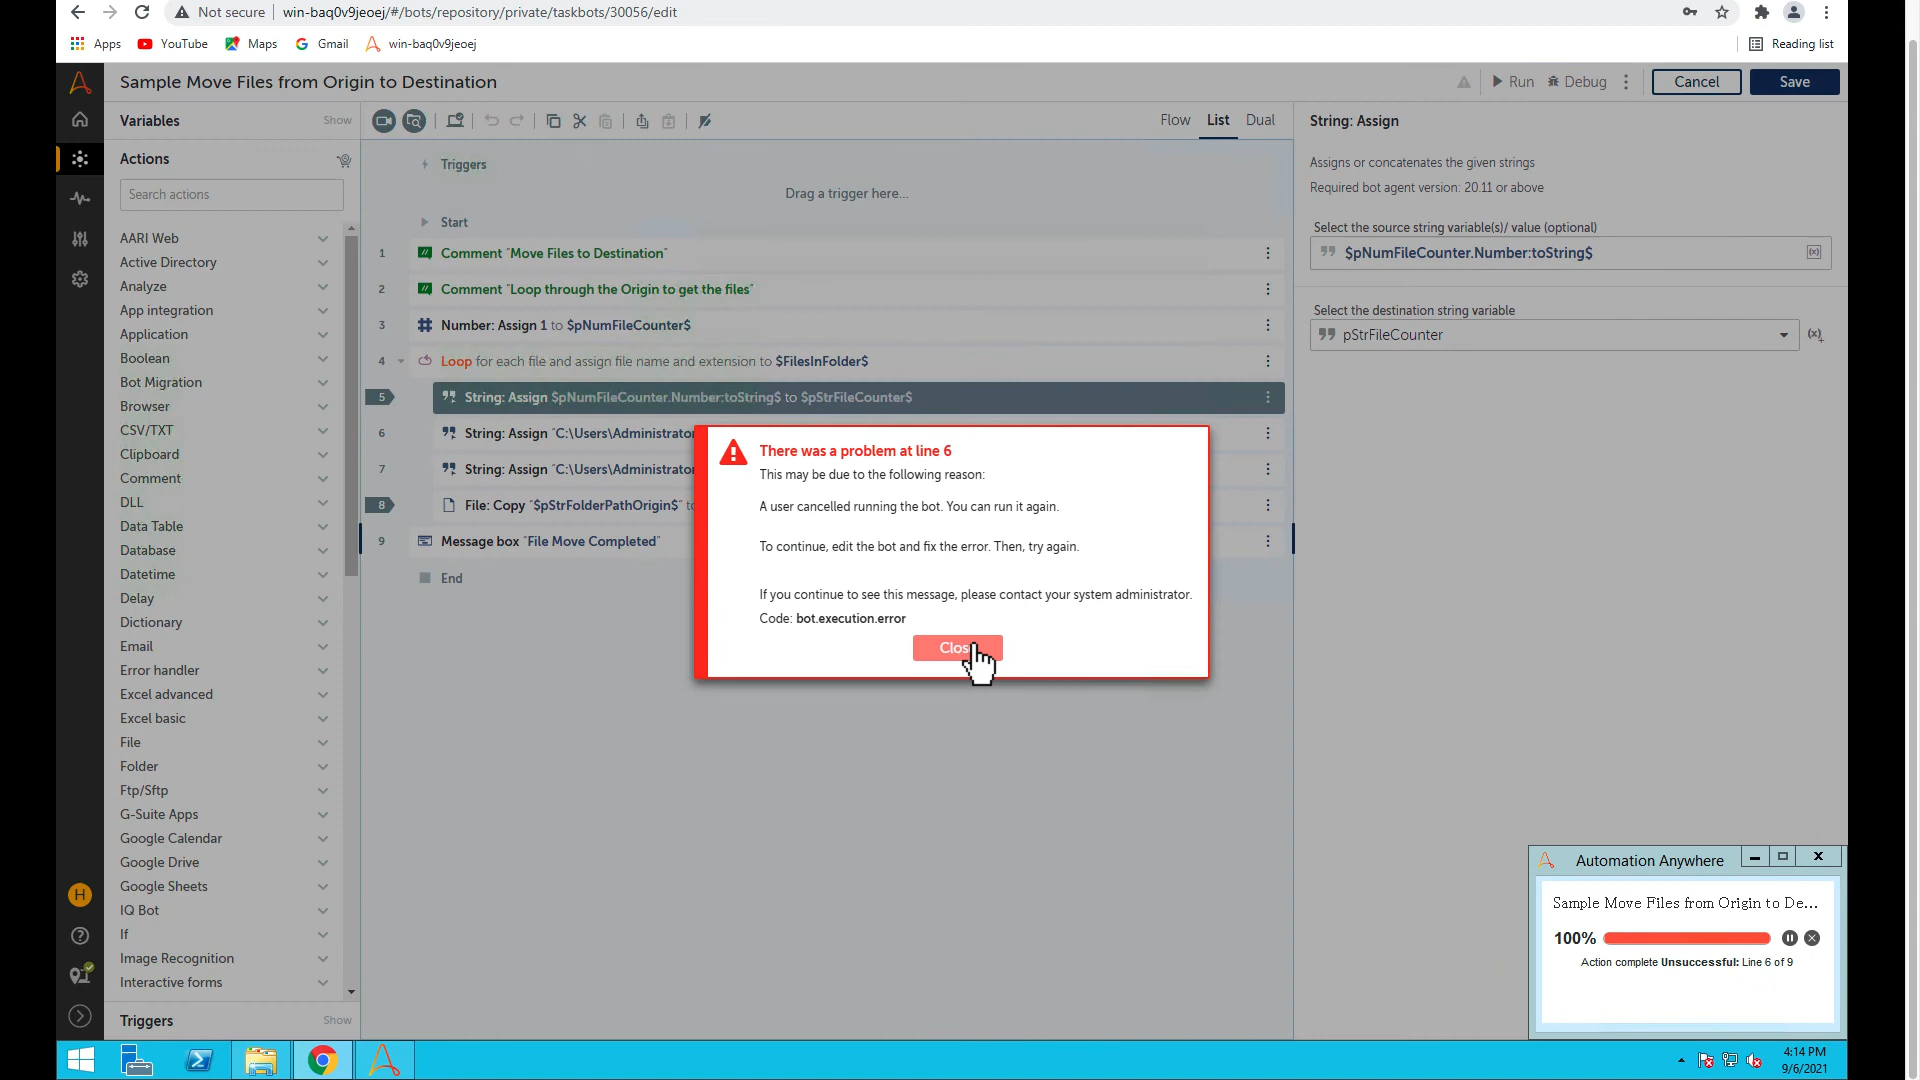 Not secure
win-baq0v9jeoej/#/bots/repository/private/taskbots/30056/edit
Apps
YouTube
Maps
Gmail
win-baq0v9jeoej
Reading list
Sample Move Files from Origin to Destination
Run
Debug
Cancel
Save
Variables
Show
Flow
List
Dual
String: Assign
Actions
Search actions
AARI Web
Active Directory
Analyze
App integration
Application
Boolean
Bot Migration
Browser
CSV/TXT
Clipboard
Comment
DLL
Data Table
Database
Datetime
Delay
Dictionary
Email
Error handler
Excel advanced
Excel basic
File
Folder
Ftp/Sftp
G-Suite Apps
Google Calendar
Google Drive
Google Sheets
IQ Bot
If
Image Recognition
Interactive forms
Triggers
Show
H
Triggers
Drag a trigger here...
Start
1 Comment "Move Files to Destination"
2 Comment "Loop through the Origin to get the files"
3 Number: Assign 1 to $pNumFileCounter$
4 Loop for each file and assign file name and extension to $FilesInFolder$
5 String: Assign $pNumFileCounter.Number:toString$ to $pStrFileCounter$
6 String: Assign "C:\Users\Administrator
7 String: Assign "C:\Users\Administrator
8 File: Copy "$pStrFolderPathOrigin$" to
9 Message box "File Move Completed"
End
There was a problem at line 6
This may be due to the following reason:
A user cancelled running the bot. You can run it again.
To continue, edit the bot and fix the error. Then, try again.
If you continue to see this message, please contact your system administrator.
Code: bot.execution.error
Assigns or concatenates the given strings
Required bot agent version: 20.11 or above
Select the source string variable(s)/ value (optional)
$pNumFileCounter.Number:toString$
(x)
Select the destination string variable
pStrFileCounter
(x)
Automation Anywhere
Sample Move Files from Origin to De...
100%
Action complete Unsuccessful: Line 6 of 9
4:14 PM
9/6/2021